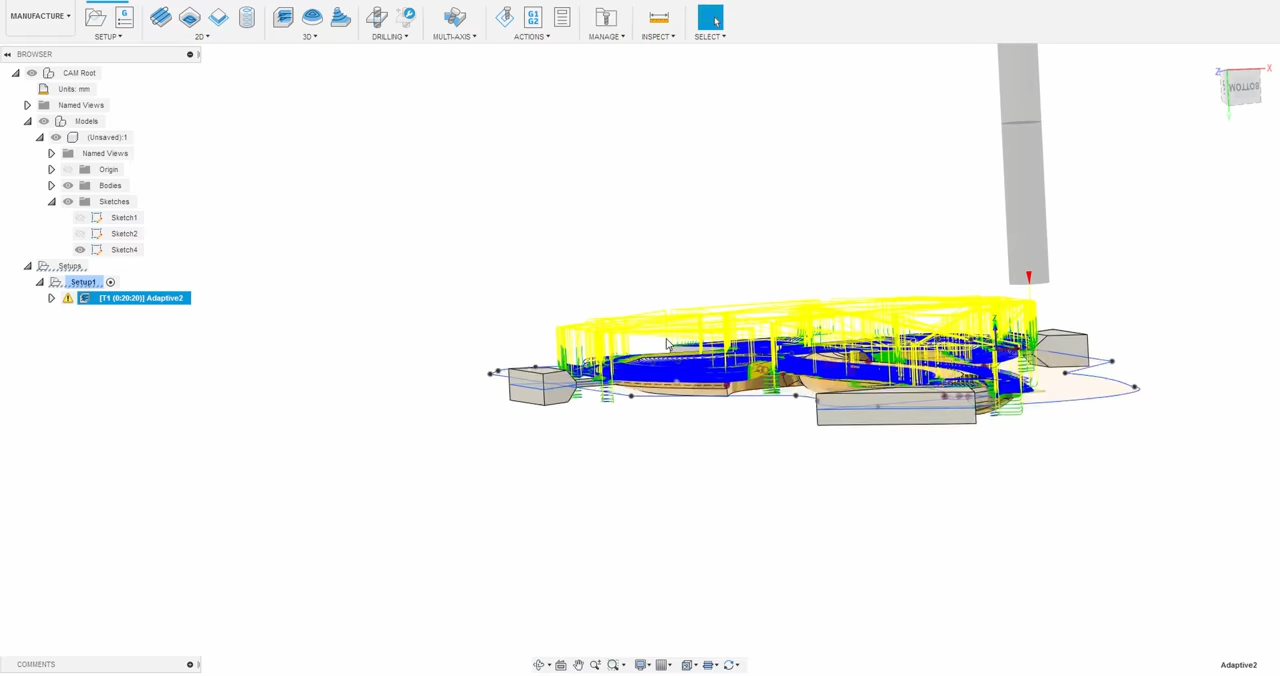 MANUFACTURE
SETUP
2D
3D
DRILLING
MULTI-AXIS
G1
G2
ACTIONS
MANAGE
INSPECT
SELECT
BROWSER
CAM Root
Units: mm
Named Views
Models
(Unsaved):1
Named Views
Origin
Bodies
Sketches
Sketch1
Sketch2
Sketch4
Setups
Setup1
[T1 (0:20:20)] Adaptive2
Z
X
BOTTOM
COMMENTS
Adaptive2